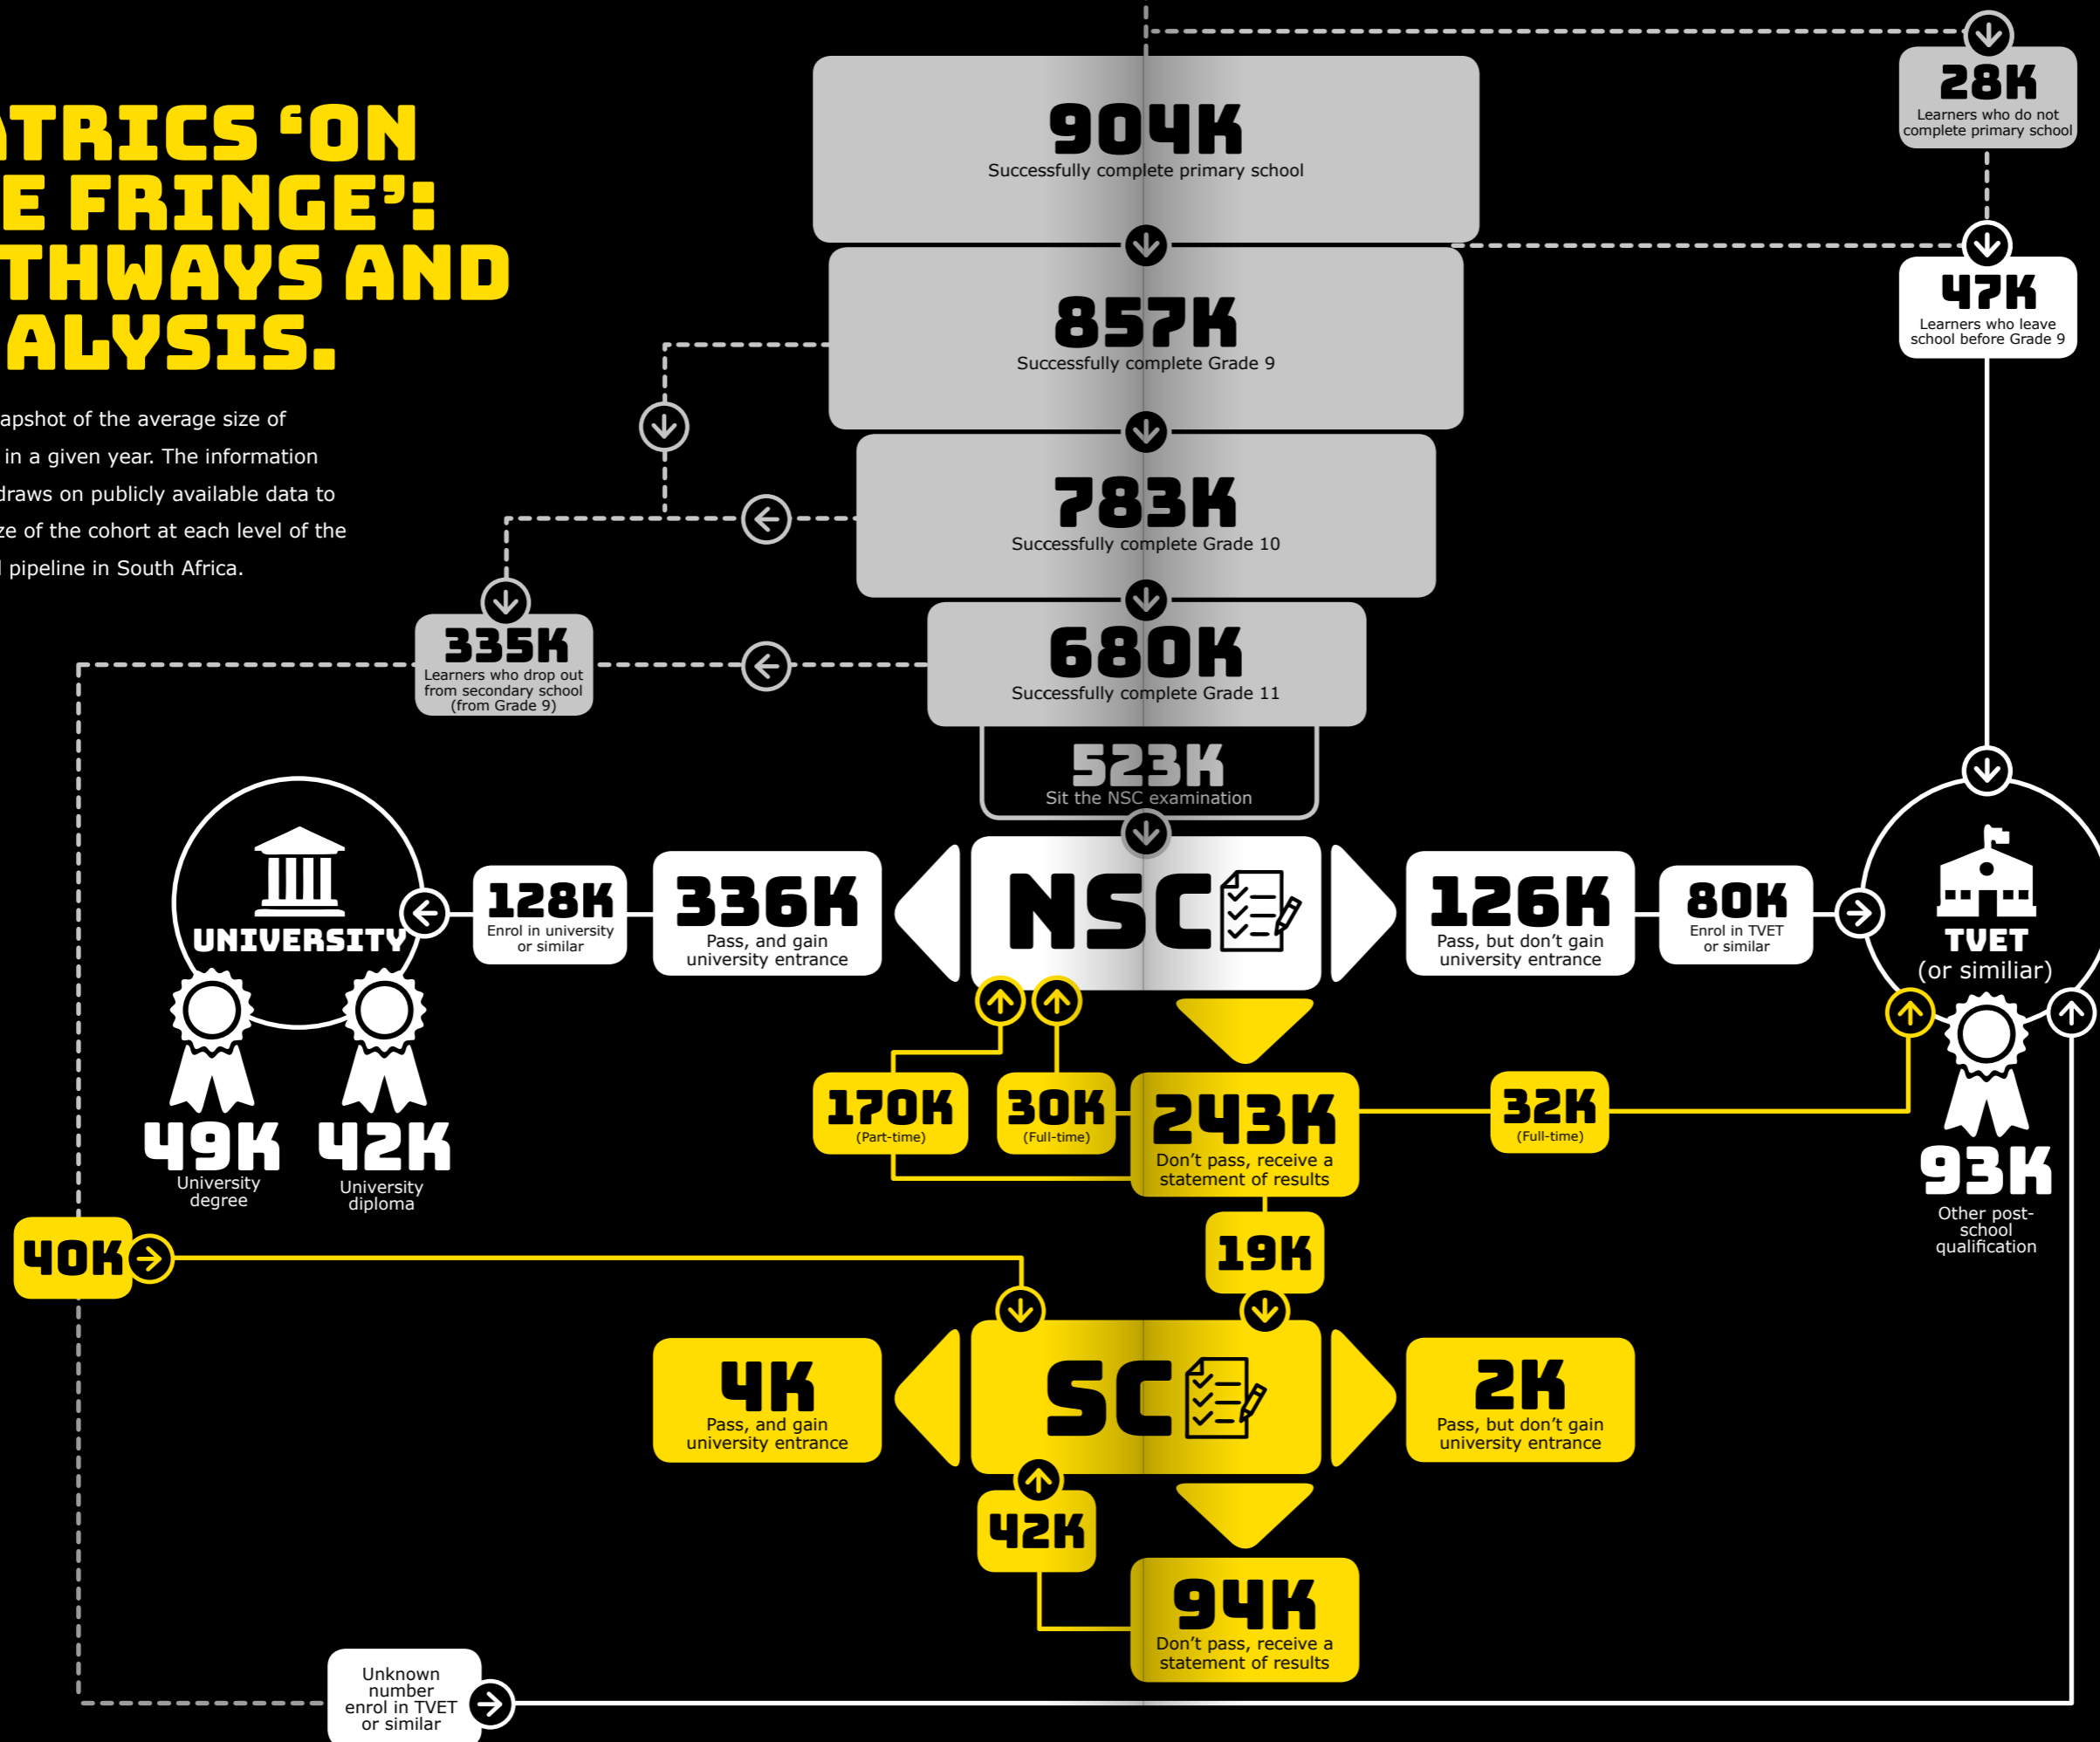 ATRICS ‘ON
E FRINGE’:
THWAYS AND
ALYSIS.
apshot of the average size of
in a given year. The information
draws on publicly available data to
ze of the cohort at each level of the
pipeline in South Africa.
28K
Learners who do not
complete primary school
904K
Successfully complete primary school
47K
Learners who leave
school before Grade 9
857K
Successfully complete Grade 9
783K
Successfully complete Grade 10
335K
Learners who drop out
from secondary school
(from Grade 9)
680K
Successfully complete Grade 11
523K
Sit the NSC examination
UNIVERSITY
128K
Enrol in university
or similar
336K
Pass, and gain
university entrance
NSC
126K
Pass, but don’t gain
university entrance
80K
Enrol in TVET
or similar
TVET
(or similiar)
49K
University
degree
42K
University
diploma
170K
(Part-time)
30K
(Full-time)
243K
Don’t pass, receive a
statement of results
32K
(Full-time)
93K
Other post-
school
qualification
40K
19K
4K
Pass, and gain
university entrance
SC
2K
Pass, but don’t gain
university entrance
42K
94K
Don’t pass, receive a
statement of results
Unknown
number
enrol in TVET
or similar